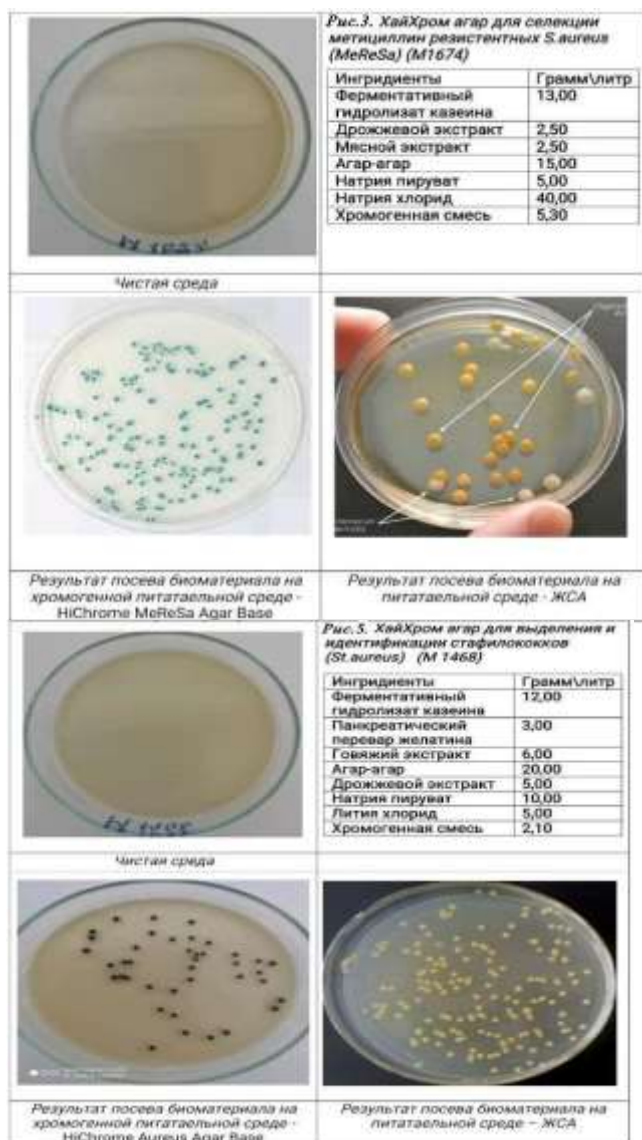 Рис.3. ХайХром агар для селекции
метициллин резистентных S.aureus
(MeReSa) (M1674)
Ингридиенты Грамм\литр
Ферментативный гидролизат казеина 13,00
Дрожжевой экстракт 2,50
Мясной экстракт 2,50
Агар-агар 15,00
Натрия пируват 5,00
Натрия хлорид 40,00
Хромогенная смесь 5,30
Чистая среда
Результат посева биоматериала на
хромогенной питатаельной среде -
HiChrome MeReSa Agar Base
Результат посева биоматериала на
питатаельной среде - ЖСА
Рис.5. ХайХром агар для выделения и
идентификации стафилококков
(St.aureus) (M 1468)
Ингридиенты Грамм\литр
Ферментативный гидролизат казеина 12,00
Панкреатический перевар желатина 3,00
Говяжий экстракт 6,00
Агар-агар 20,00
Дрожжевой экстракт 5,00
Натрия пируват 10,00
Лития хлорид 5,00
Хромогенная смесь 2,10
Чистая среда
Результат посева биоматериала на
хромогенной питатаельной среде -
HiChrome Aureus Agar Base
Результат посева биоматериала на
питатаельной среде – ЖСА